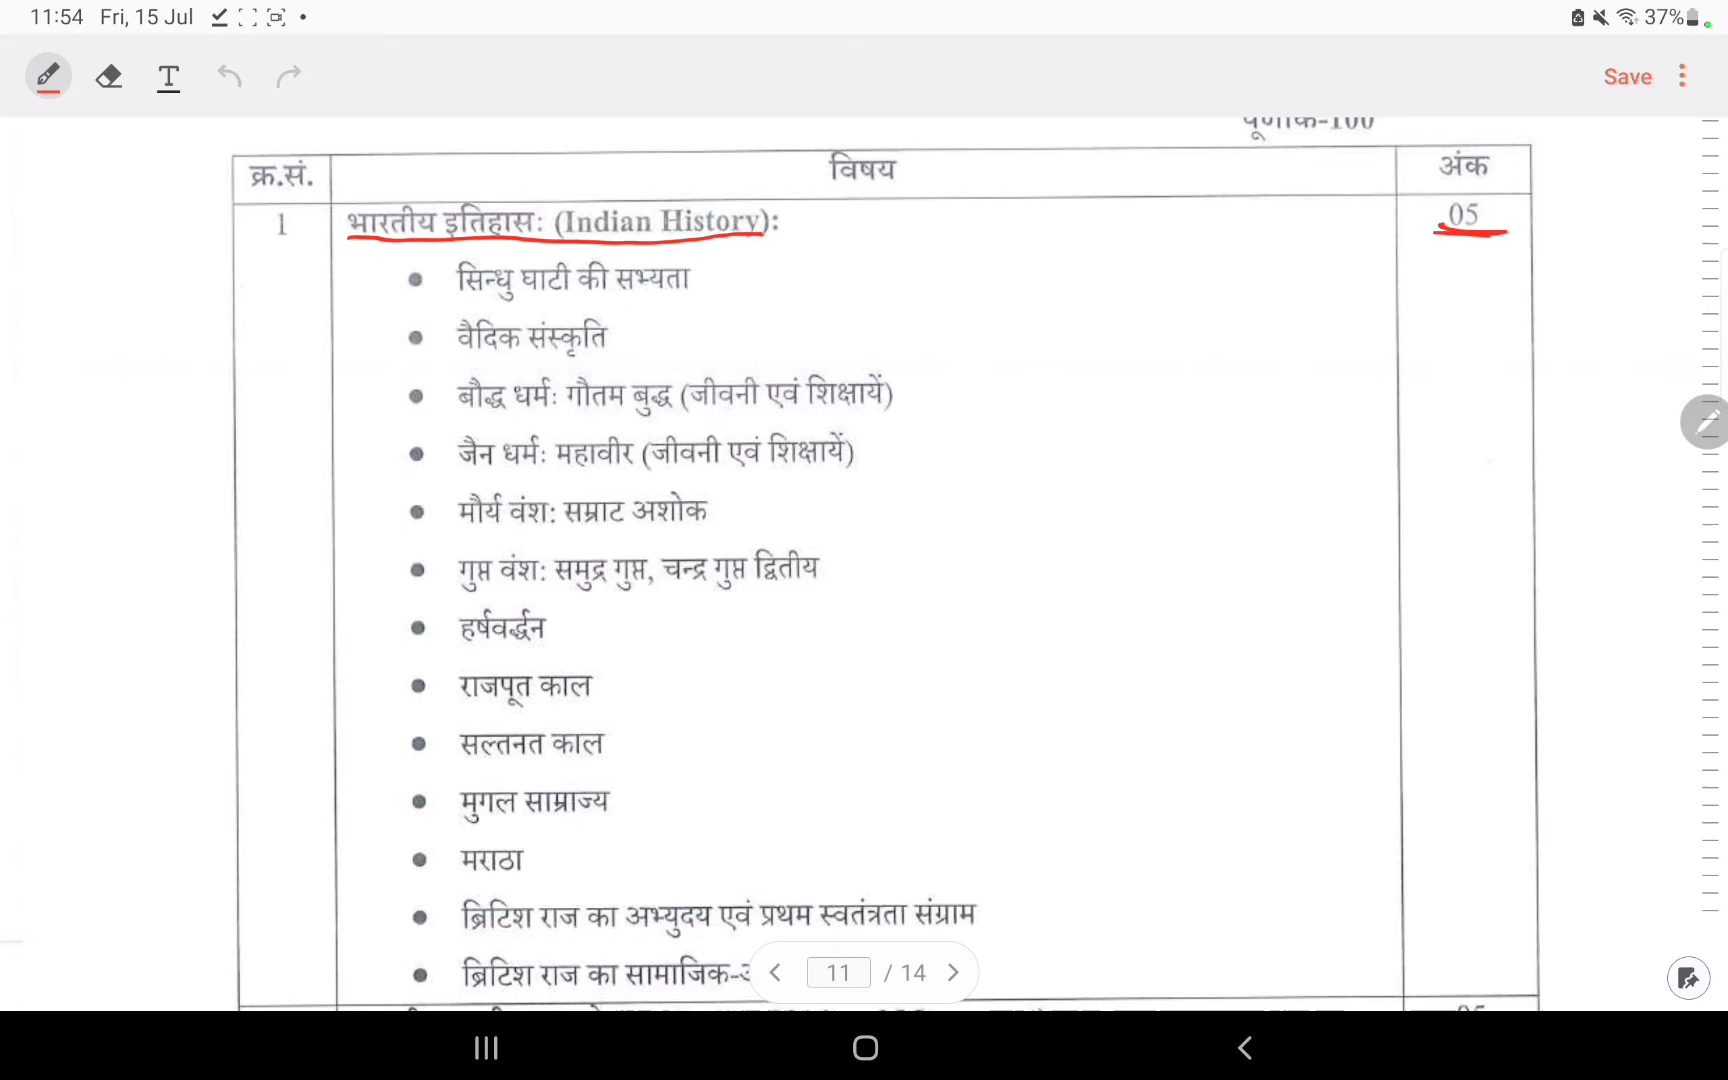 11:54 Fri, 15 Jul
37%
T
Save
पूर्णांक-100
क्र.सं. विषय अंक
1 भारतीय इतिहास: (Indian History): 05
सिन्धु घाटी की सभ्यता
वैदिक संस्कृति
बौद्ध धर्म: गौतम बुद्ध (जीवनी एवं शिक्षायें)
जैन धर्म: महावीर (जीवनी एवं शिक्षायें)
मौर्य वंश: सम्राट अशोक
गुप्त वंश: समुद्र गुप्त, चन्द्र गुप्त द्वितीय
हर्षवर्द्धन
राजपूत काल
सल्तनत काल
मुगल साम्राज्य
मराठा
ब्रिटिश राज का अभ्युदय एवं प्रथम स्वतंत्रता संग्राम
ब्रिटिश राज का सामाजिक-
11 / 14